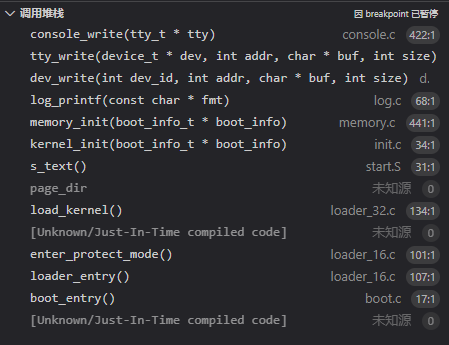 调用堆栈 因 breakpoint 已暂停
console_write(tty_t * tty) console.c 422:1
tty_write(device_t * dev, int addr, char * buf, int size)
dev_write(int dev_id, int addr, char * buf, int size) d.
log_printf(const char * fmt) log.c 68:1
memory_init(boot_info_t * boot_info) memory.c 441:1
kernel_init(boot_info_t * boot_info) init.c 34:1
s_text() start.S 31:1
page_dir 未知源 0
load_kernel() loader_32.c 134:1
[Unknown/Just-In-Time compiled code] 未知源 0
enter_protect_mode() loader_16.c 101:1
loader_entry() loader_16.c 107:1
boot_entry() boot.c 17:1
[Unknown/Just-In-Time compiled code] 未知源 0